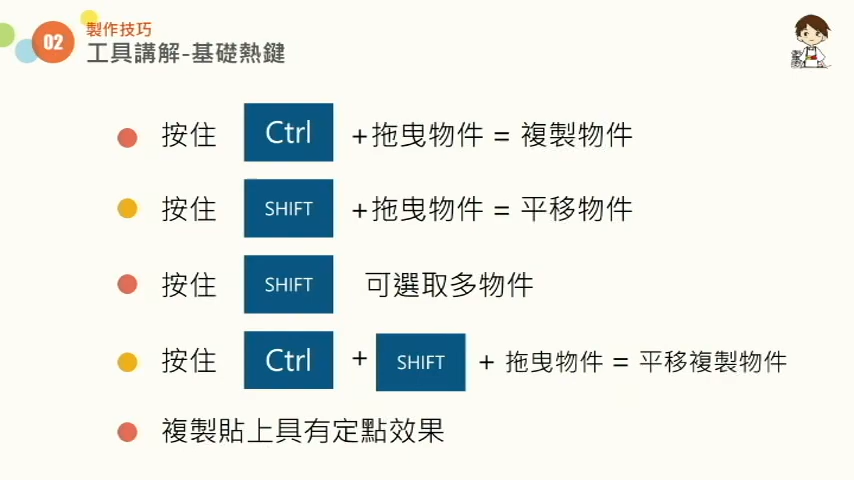 02
製作技巧
工具講解-基礎熱鍵
按住 Ctrl +拖曳物件 = 複製物件
按住 SHIFT +拖曳物件 = 平移物件
按住 SHIFT 可選取多物件
按住 Ctrl + SHIFT + 拖曳物件 = 平移複製物件
複製貼上具有定點效果